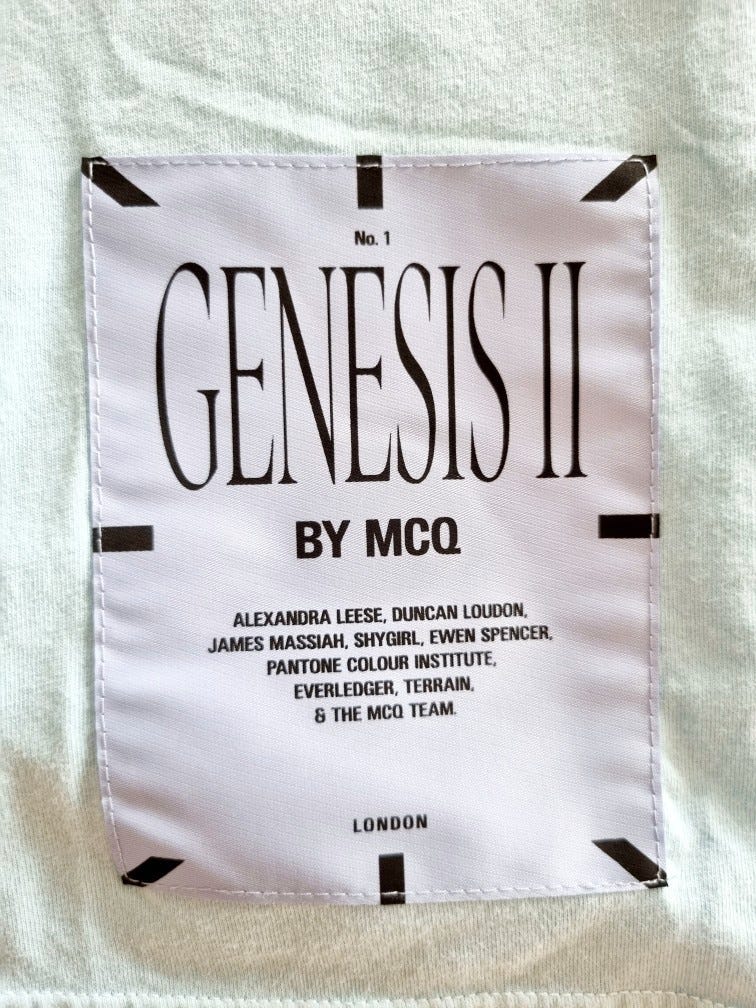 No. 1
GENESIS II
BY MCQ
ALEXANDRA LEESE, DUNCAN LOUDON,
JAMES MASSIAH, SHYGIRL, EWEN SPENCER,
PANTONE COLOUR INSTITUTE,
EVERLEDGER, TERRAIN,
& THE MCQ TEAM.
LONDON